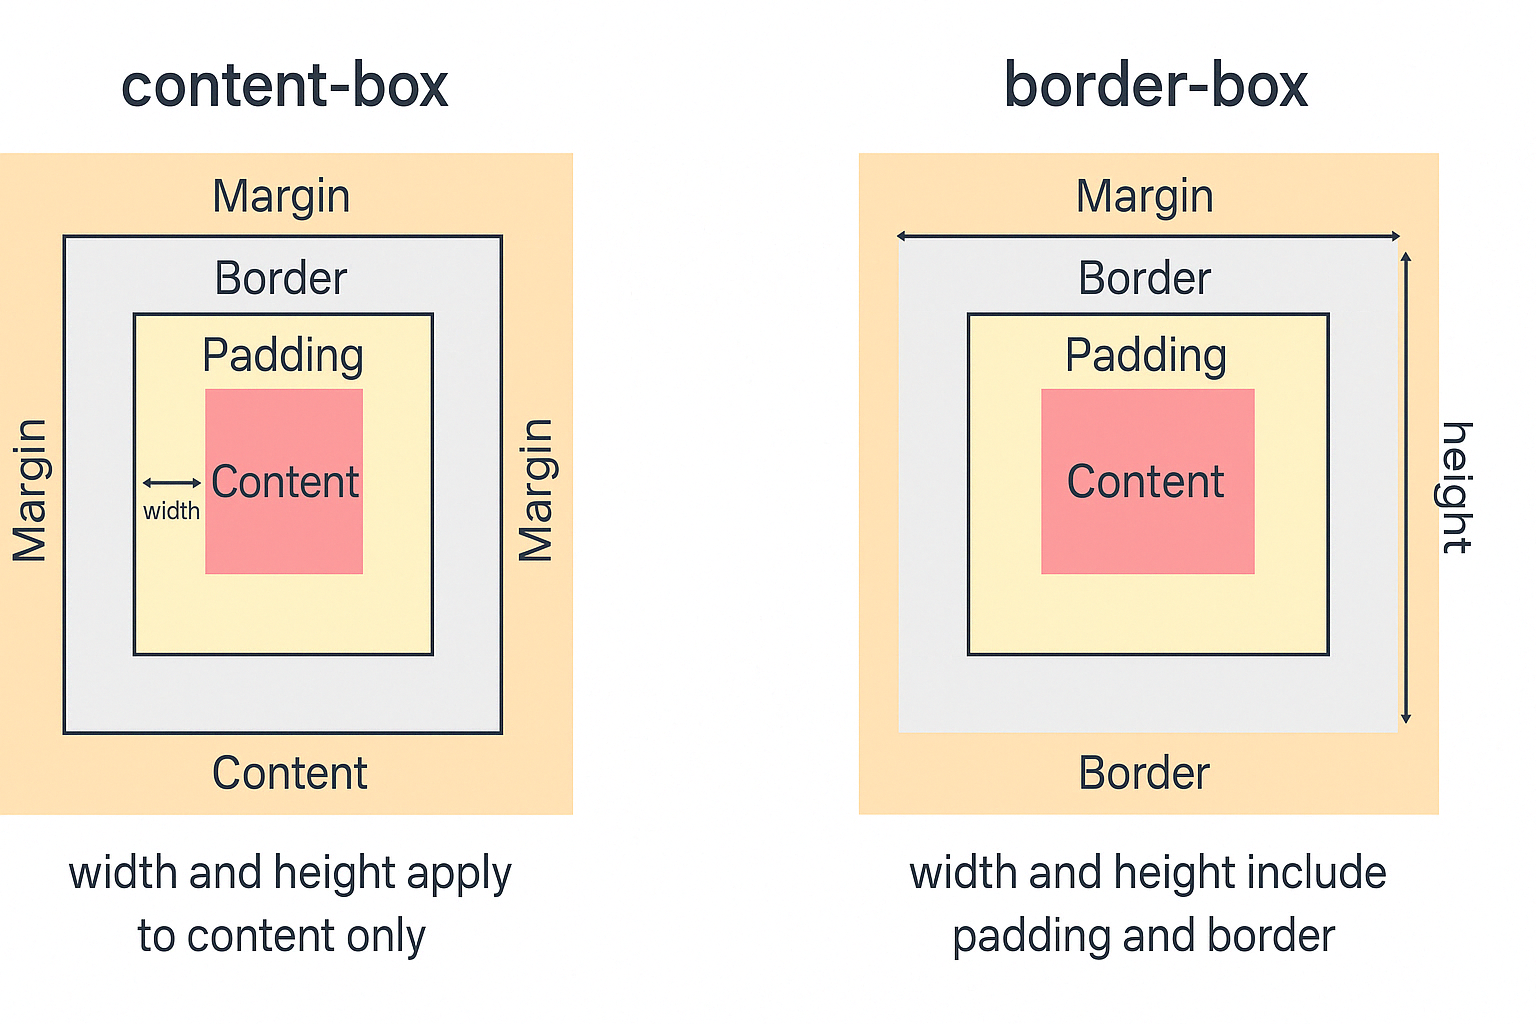 content-box
Margin
Border
Padding
Margin
width
Content
Margin
Content
width and height apply
to content only
border-box
Margin
Border
Padding
Content
height
Border
width and height include
padding and border